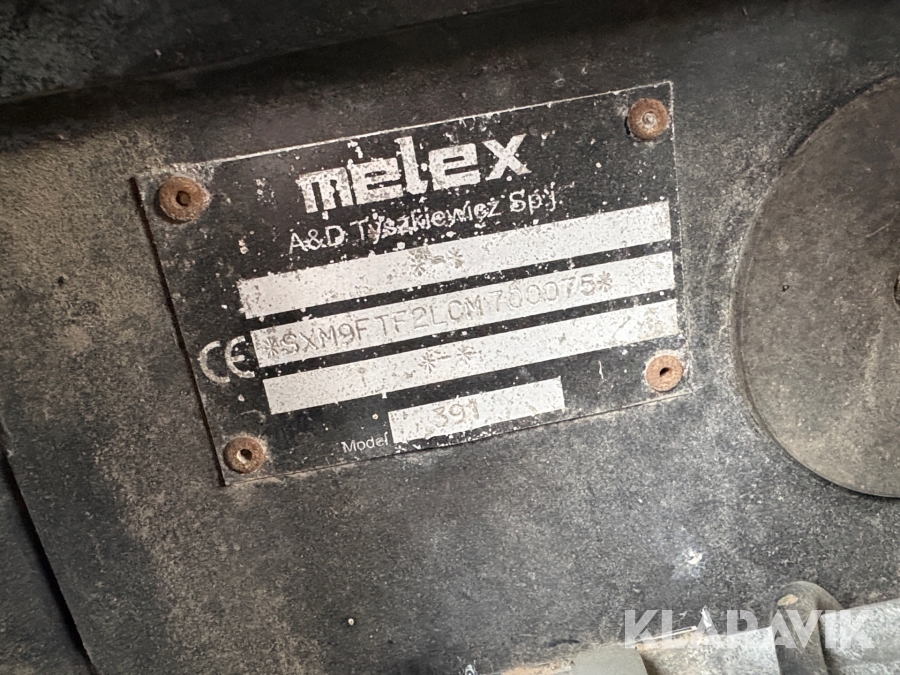 melex
A&D Tyszkiewicz Sp.j.
*-*
CE *SXM9FTF2LCM700075*
*-*
Model 391
KLARAVIK